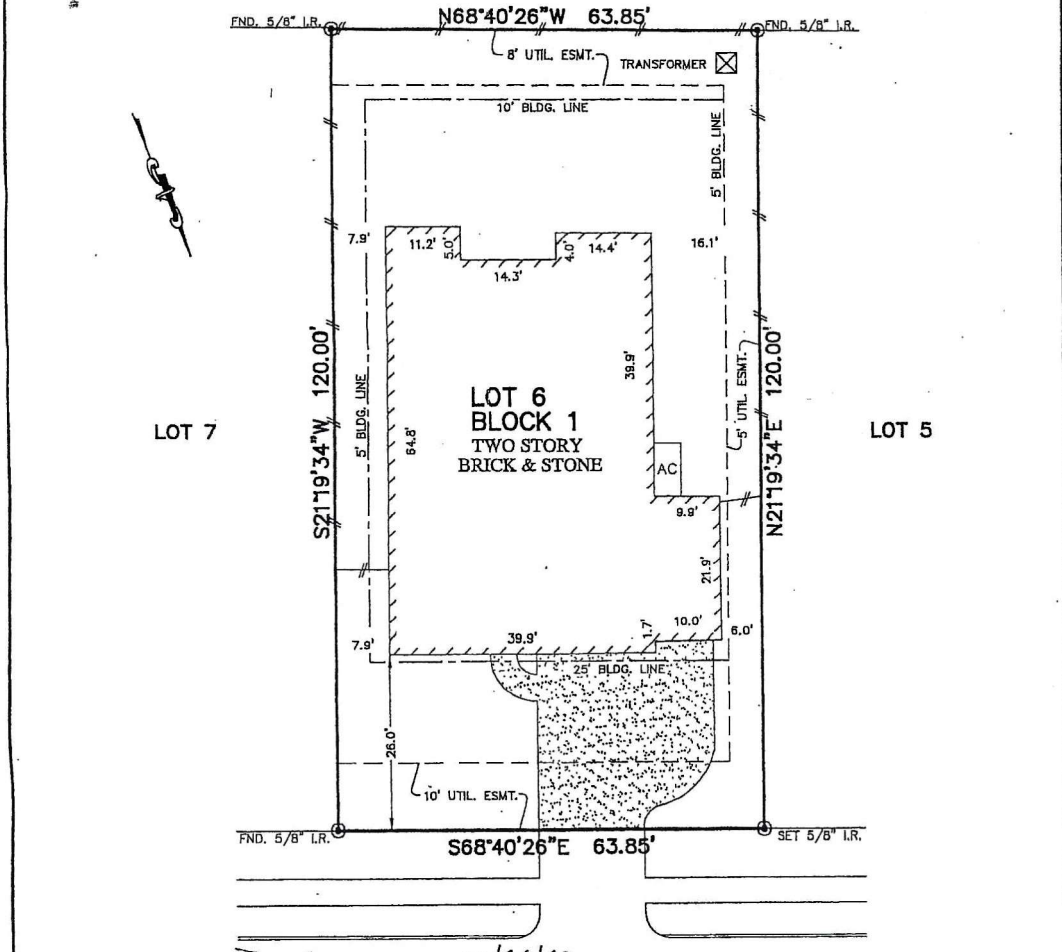 N68°40'26"W 63.85'
FND. 5/8" I.R.
FND. 5/8" I.R.
8' UTIL. ESMT.
TRANSFORMER
10' BLDG. LINE
5' BLDG. LINE
7.9'
11.2'
5.0'
14.3'
4.0'
14.4'
16.1'
S21°19'34"W 120.00'
5' BLDG. LINE
64.8'
39.9'
5' UTIL. ESMT.
N21°19'34"E 120.00'
LOT 7
LOT 6
BLOCK 1
TWO STORY
BRICK & STONE
LOT 5
AC
9.9'
21.9'
7.9'
39.9'
1.7'
10.0'
6.0'
25' BLDG. LINE
26.0'
10' UTIL. ESMT.
FND. 5/8" I.R.
S68°40'26"E 63.85'
SET 5/8" I.R.